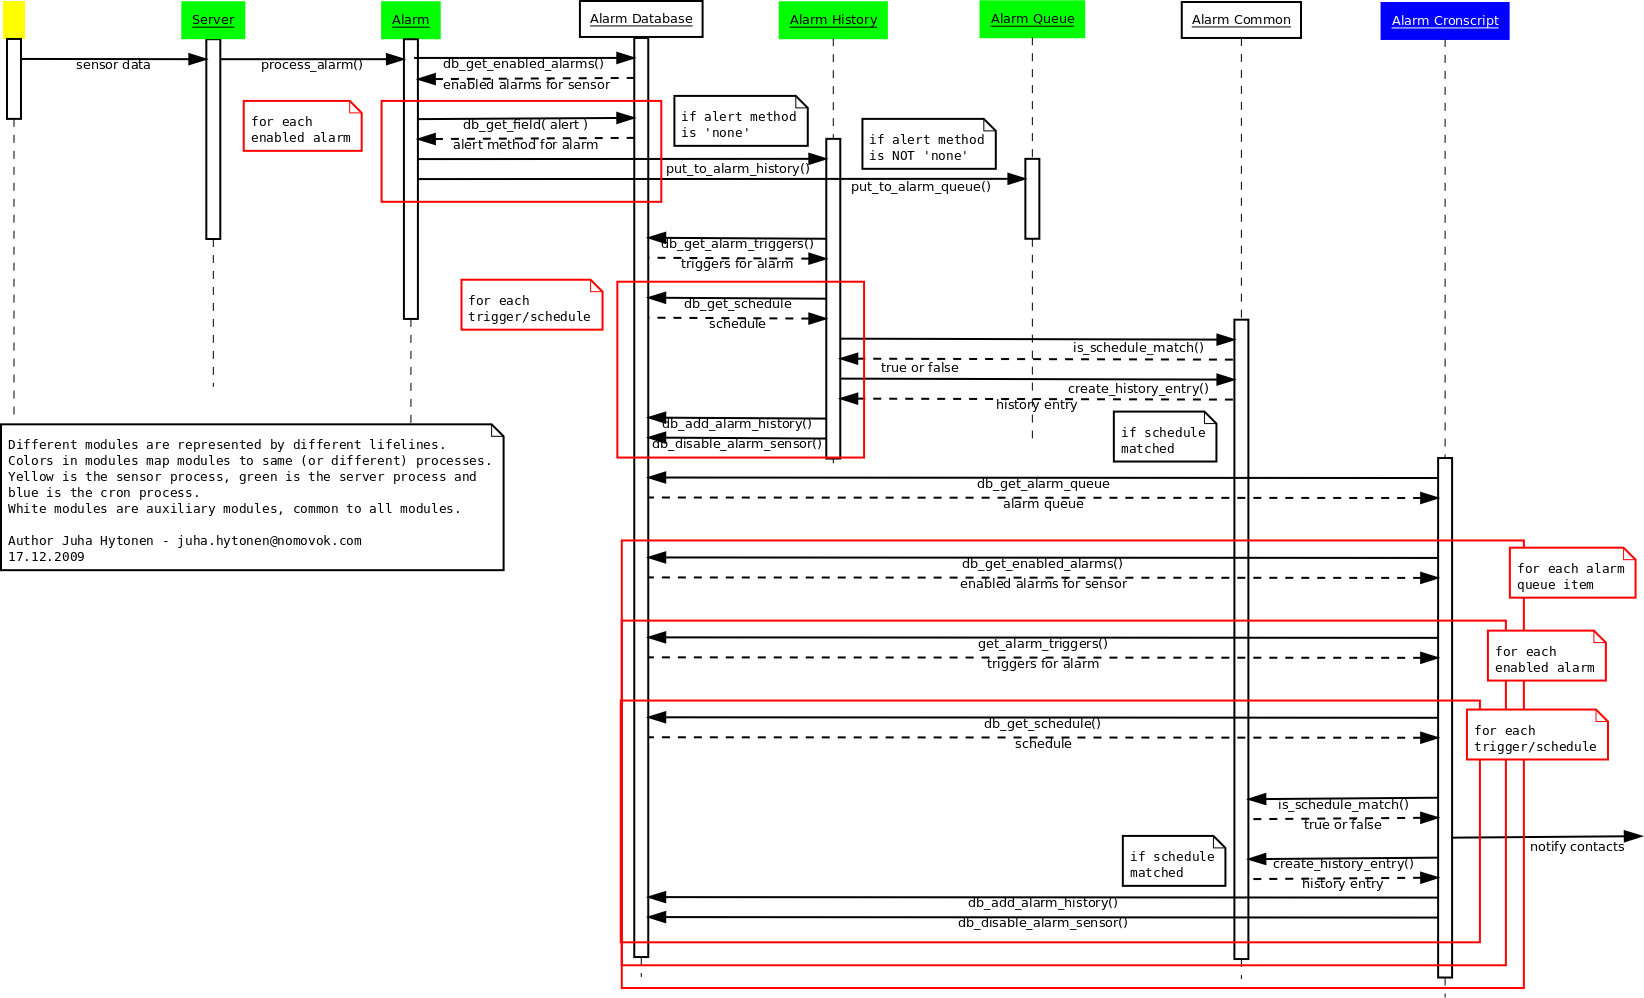 Server
Alarm
Alarm Database
Alarm History
Alarm Queue
Alarm Common
Alarm Cronscript
sensor data
process_alarm()
db_get_enabled_alarms()
enabled alarms for sensor
for each
enabled alarm
db_get_field( alert )
alert method for alarm
if alert method
is 'none'
if alert method
is NOT 'none'
put_to_alarm_history()
put_to_alarm_queue()
db_get_alarm_triggers()
triggers for alarm
for each
trigger/schedule
db_get_schedule
schedule
is_schedule_match()
true or false
create_history_entry()
history entry
db_add_alarm_history()
db_disable_alarm_sensor()
if schedule
matched
Different modules are represented by different lifelines.
Colors in modules map modules to same (or different) processes.
Yellow is the sensor process, green is the server process and
blue is the cron process.
White modules are auxiliary modules, common to all modules.
Author Juha Hytonen - juha.hytonen@nomovok.com
17.12.2009
db_get_alarm_queue
alarm queue
db_get_enabled_alarms()
enabled alarms for sensor
for each alarm
queue item
get_alarm_triggers()
triggers for alarm
for each
enabled alarm
db_get_schedule()
schedule
for each
trigger/schedule
is_schedule_match()
true or false
notify contacts
if schedule
matched
create_history_entry()
history entry
db_add_alarm_history()
db_disable_alarm_sensor()